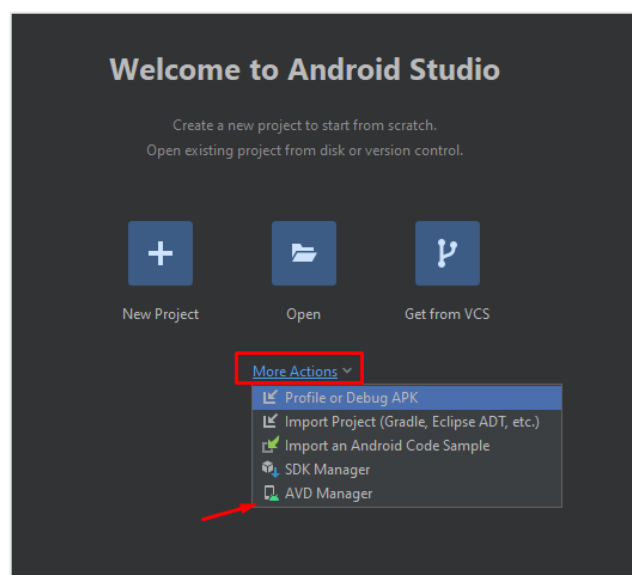 Welcome to Android Studio
Create a new project to start from scratch.
Open existing project from disk or version control.
New Project
Open
Get from VCS
More Actions
Profile or Debug APK
Import Project (Gradle, Eclipse ADT, etc.)
Import an Android Code Sample
SDK Manager
AVD Manager